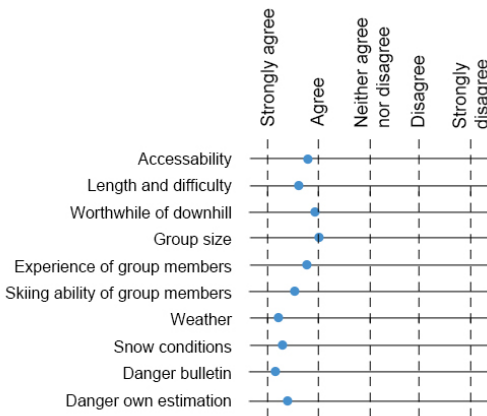 Strongly agree
Agree
Neither agree
nor disagree
Disagree
Strongly
disagree
Accessability
Length and difficulty
Worthwhile of downhill
Group size
Experience of group members
Skiing ability of group members
Weather
Snow conditions
Danger bulletin
Danger own estimation